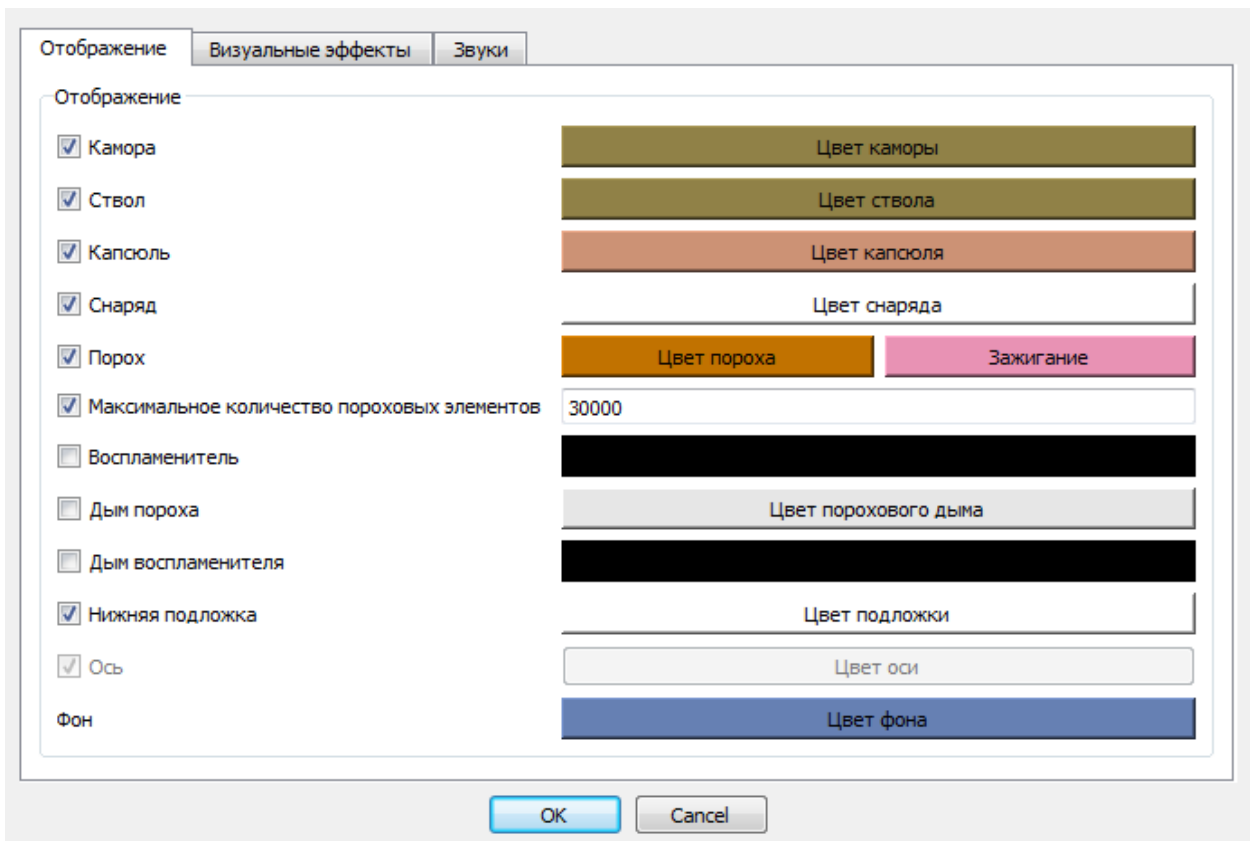 Отображение Визуальные эффекты Звуки
Отображение
Камора Цвет каморы
Ствол Цвет ствола
Капсюль Цвет капсюля
Снаряд Цвет снаряда
Порох Цвет пороха Зажигание
Максимальное количество пороховых элементов 30000
Воспламенитель
Дым пороха Цвет порохового дыма
Дым воспламенителя
Нижняя подложка Цвет подложки
Ось Цвет оси
Фон Цвет фона
OK Cancel